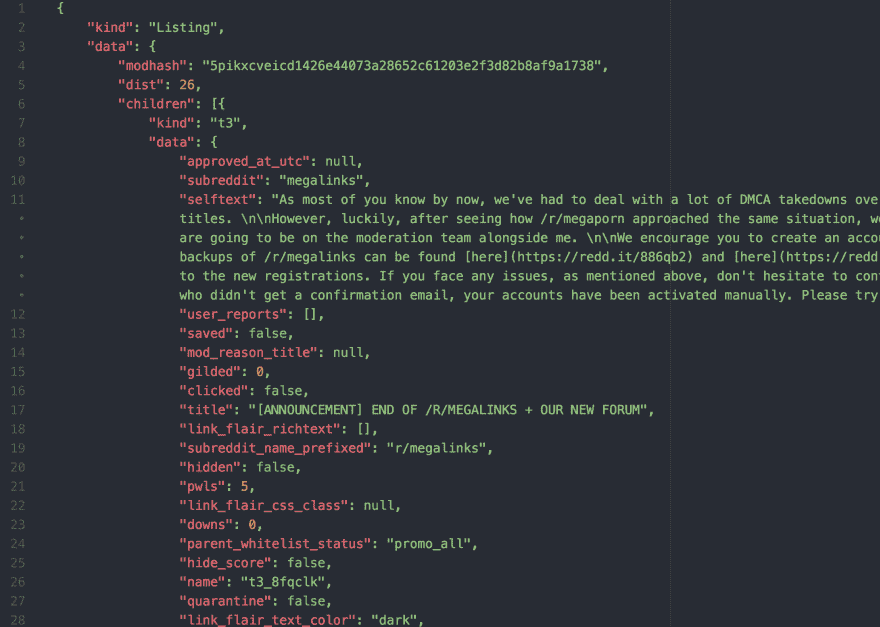 1 {
2 "kind": "Listing",
3 "data": {
4 "modhash": "5pikxcveicd1426e44073a28652c61203e2f3d82b8af9a1738",
5 "dist": 26,
6 "children": [{
7 "kind": "t3",
8 "data": {
9 "approved_at_utc": null,
10 "subreddit": "megalinks",
11 "selftext": "As most of you know by now, we've had to deal with a lot of DMCA takedowns ove
• titles. \n\nHowever, luckily, after seeing how /r/megaporn approached the same situation, w
• are going to be on the moderation team alongside me. \n\nWe encourage you to create an accou
• backups of /r/megalinks can be found [here](https://redd.it/886qb2) and [here](https://redd
• to the new registrations. If you face any issues, as mentioned above, don't hesitate to con
• who didn't get a confirmation email, your accounts have been activated manually. Please try
12 "user_reports": [],
13 "saved": false,
14 "mod_reason_title": null,
15 "gilded": 0,
16 "clicked": false,
17 "title": "[ANNOUNCEMENT] END OF /R/MEGALINKS + OUR NEW FORUM",
18 "link_flair_richtext": [],
19 "subreddit_name_prefixed": "r/megalinks",
20 "hidden": false,
21 "pwls": 5,
22 "link_flair_css_class": null,
23 "downs": 0,
24 "parent_whitelist_status": "promo_all",
25 "hide_score": false,
26 "name": "t3_8fqclk",
27 "quarantine": false,
28 "link_flair_text_color": "dark",